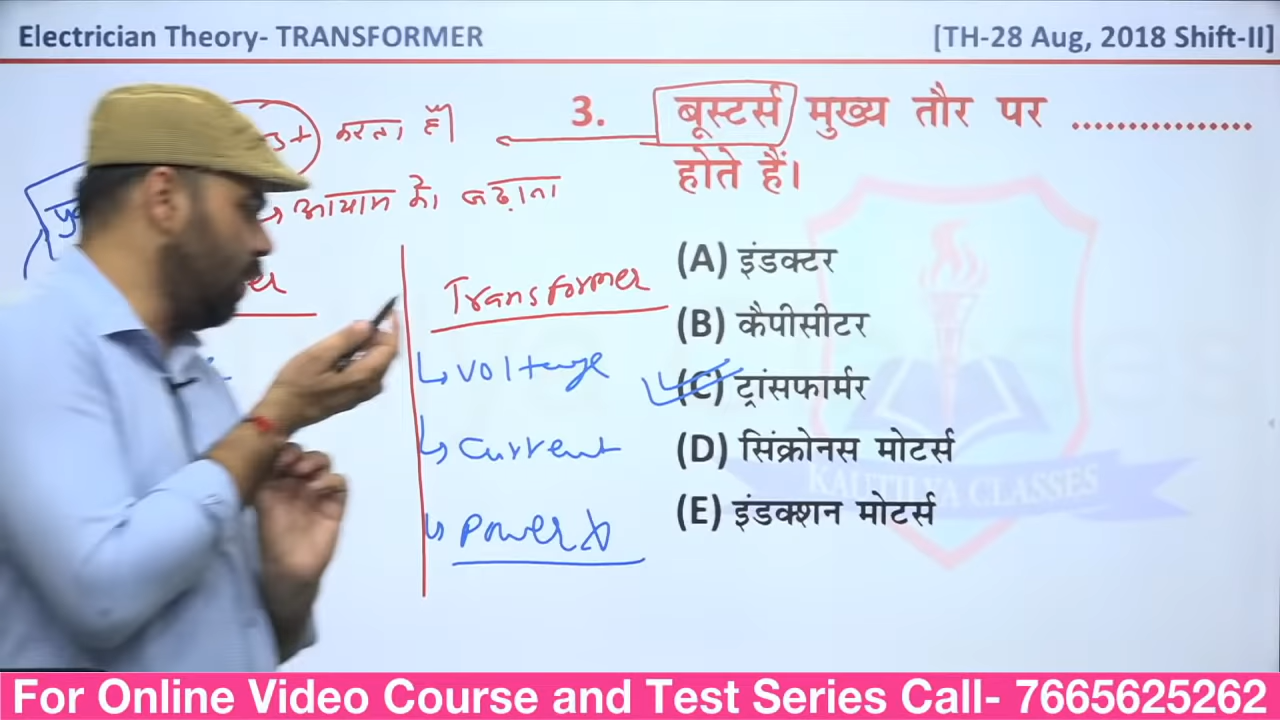 Electrician Theory- TRANSFORMER
[TH-28 Aug, 2018 Shift-II]
3. बूस्टर्स मुख्य तौर पर ...............
होते हैं।
करता है
आयाम को बढ़ाना
Transformer
Voltage
Current
Power x
(A) इंडक्टर
(B) कैपीसीटर
(C) ट्रांसफार्मर
(D) सिंक्रोनस मोटर्स
(E) इंडक्शन मोटर्स
KAUTILYA CLASSES
For Online Video Course and Test Series Call- 7665625262